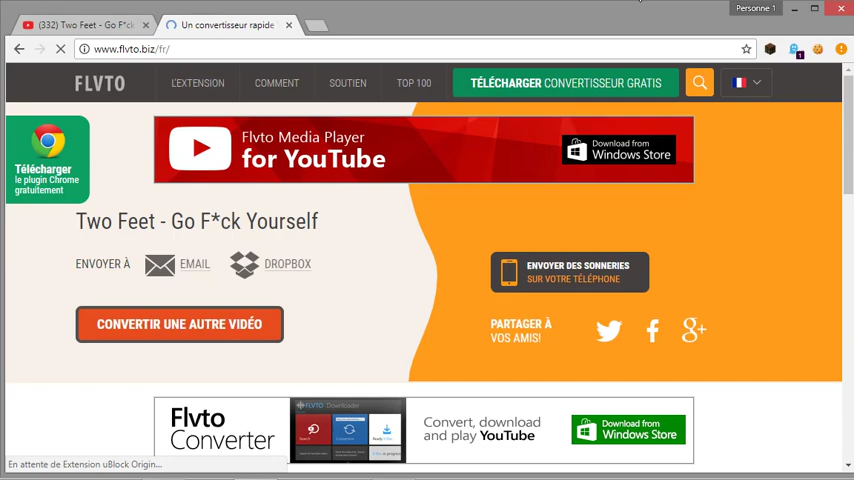 Personne 1
(332) Two Feet - Go F*ck
Un convertisseur rapide
www.flvto.biz/fr/
1
FLVTO
L'EXTENSION
COMMENT
SOUTIEN
TOP 100
TÉLÉCHARGER CONVERTISSEUR GRATIS
Télécharger
le plugin Chrome
gratuitement
Flvto Media Player
for YouTube
Download from
Windows Store
Two Feet - Go F*ck Yourself
ENVOYER À
EMAIL
DROPBOX
CONVERTIR UNE AUTRE VIDÉO
ENVOYER DES SONNERIES
SUR VOTRE TÉLÉPHONE
PARTAGER À
VOS AMIS!
Flvto
Converter
FLVTO Downloader
Convert, download
and play YouTube
Download from
Windows Store
En attente de Extension uBlock Origin...